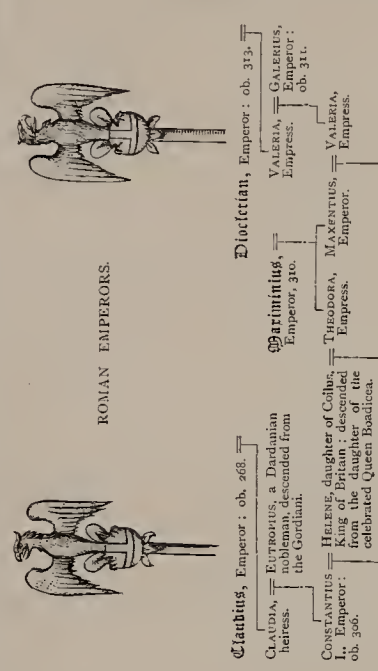 ROMAN EMPERORS.
Claudius, Emperor: ob. 268.
Diocletian, Emperor: ob. 313.
CLAUDIA,
heiress.
EUTROPIUS, a Dardanian
nobleman, descended from
the Gordiani.
Maximinius,
Emperor, 310.
VALERIA,
Empress.
GALERIUS,
Emperor:
ob. 311.
CONSTANTIUS
I., Emperor:
ob. 306.
HELENE, daughter of Coilus,
King of Britain: descended
from the daughter of the
celebrated Queen Boadicea.
THEODORA,
Empress.
MAXENTIUS,
Emperor.
VALERIA,
Empress.